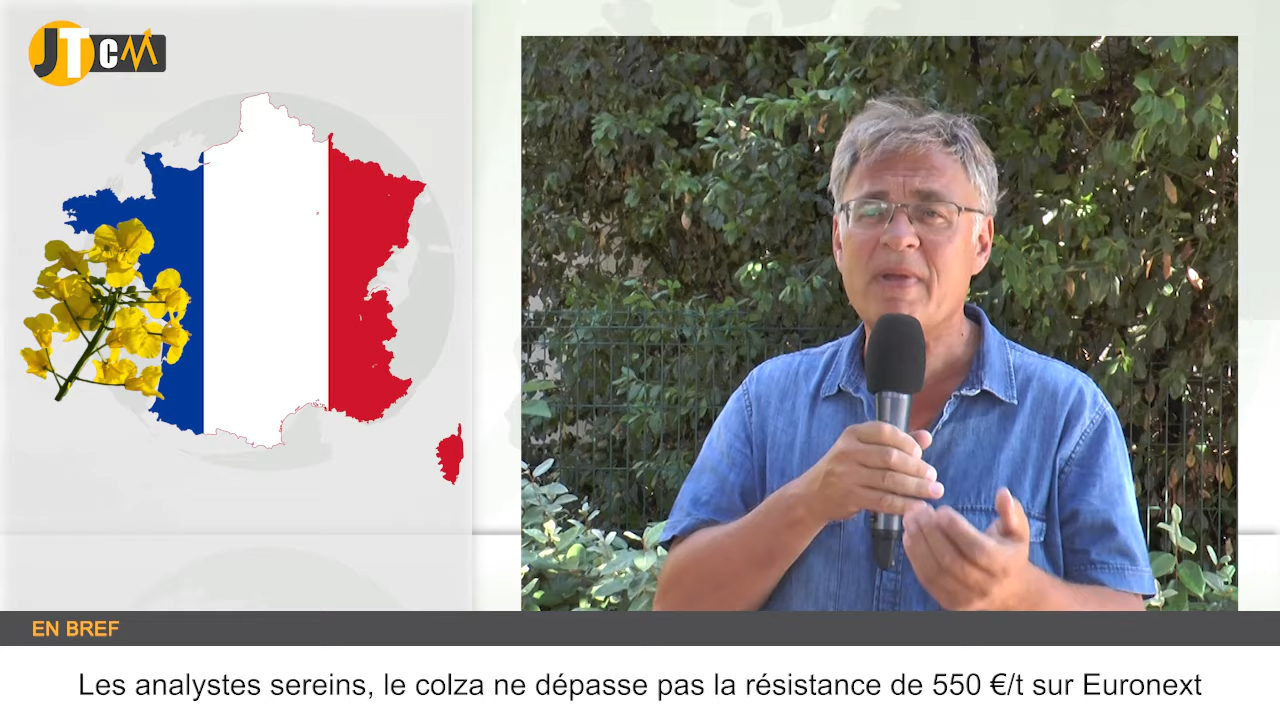 JTCM
EN BREF
Les analystes sereins, le colza ne dépasse pas la résistance de 550 €/t sur Euronext